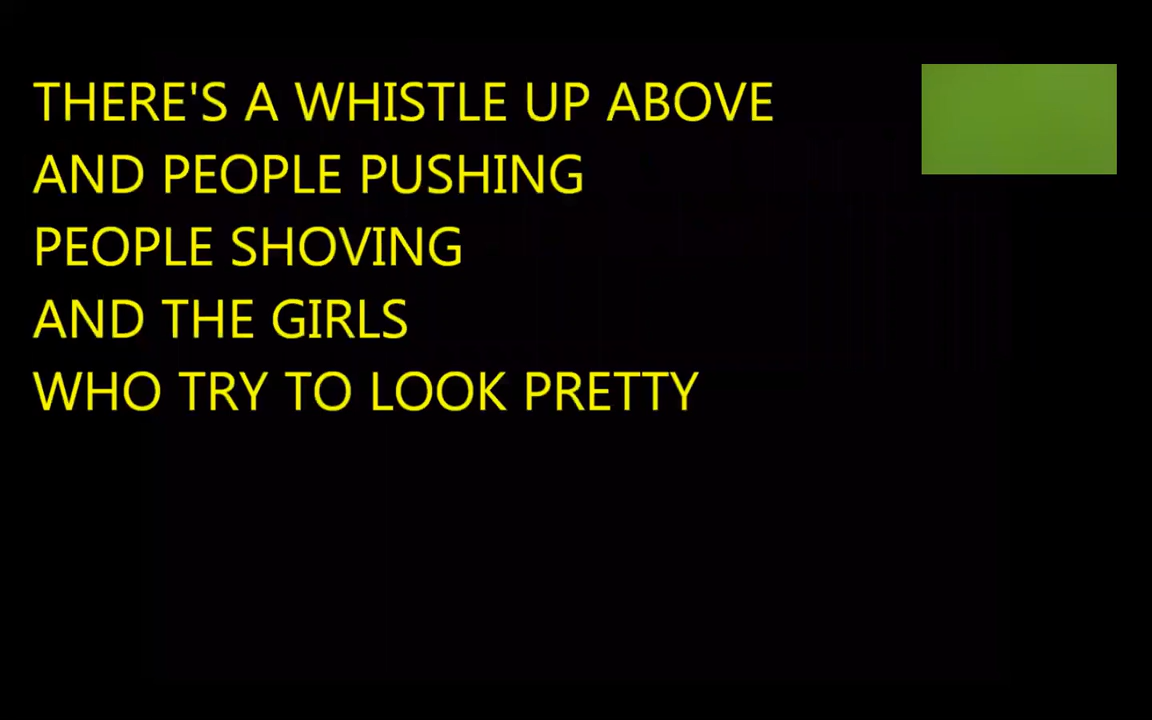 THERE'S A WHISTLE UP ABOVE
AND PEOPLE PUSHING
PEOPLE SHOVING
AND THE GIRLS
WHO TRY TO LOOK PRETTY